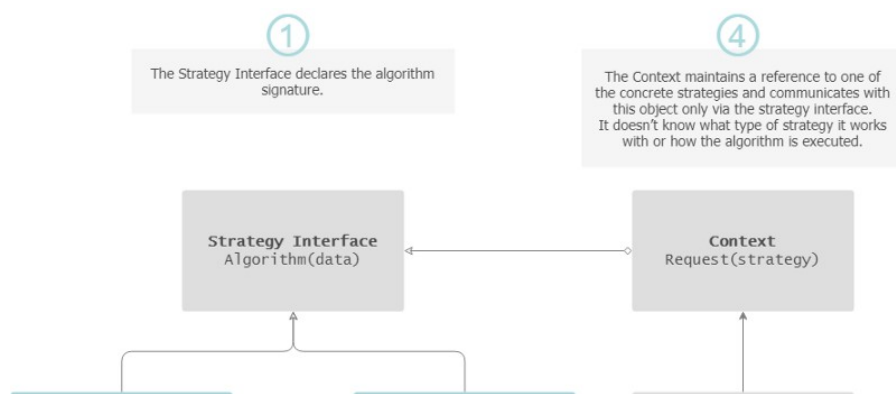 1
The Strategy Interface declares the algorithm
signature.
4
The Context maintains a reference to one of
the concrete strategies and communicates with
this object only via the strategy interface.
It doesn’t know what type of strategy it works
with or how the algorithm is executed.
Strategy Interface
Algorithm(data)
Context
Request(strategy)